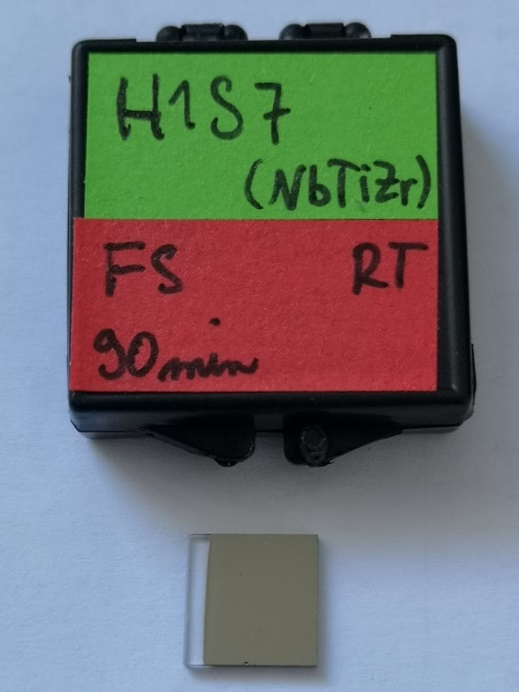 H1S7
(NbTiZr)
FS RT
90min